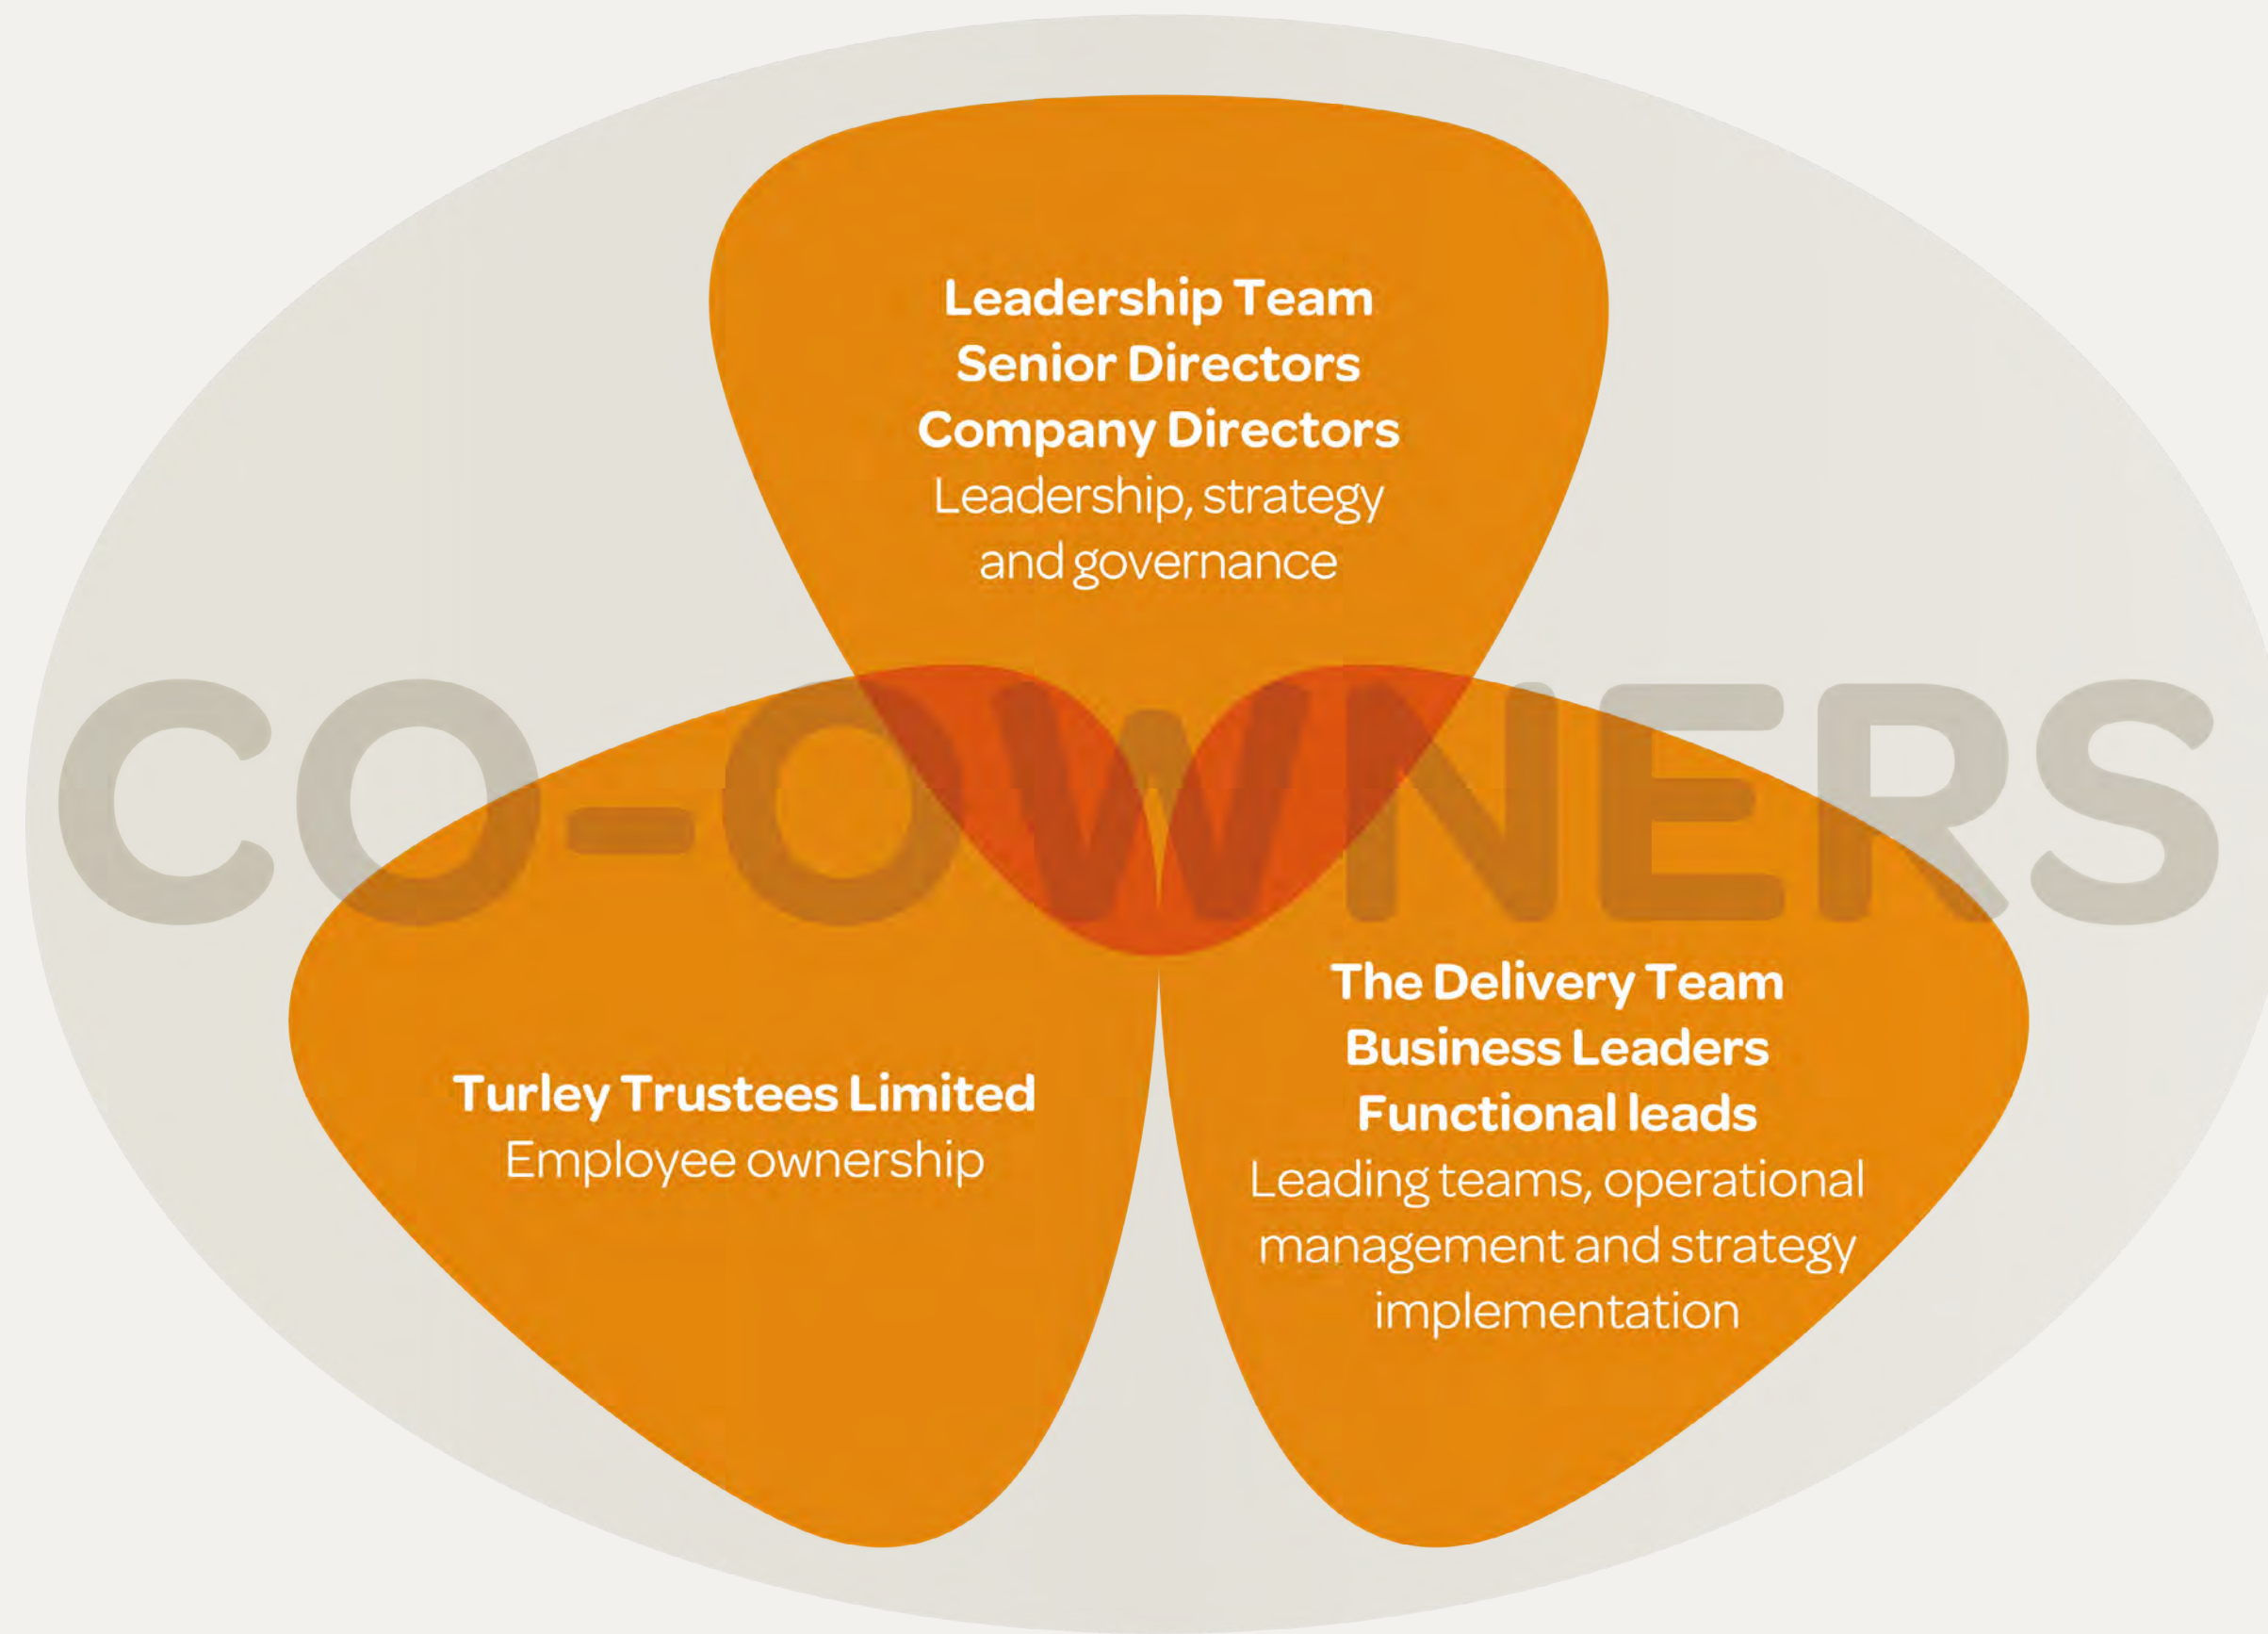 Leadership Team
Senior Directors
Company Directors
Leadership, strategy
and governance
CO-OWNERS
Turley Trustees Limited
Employee ownership
The Delivery Team
Business Leaders
Functional leads
Leading teams, operational
management and strategy
implementation